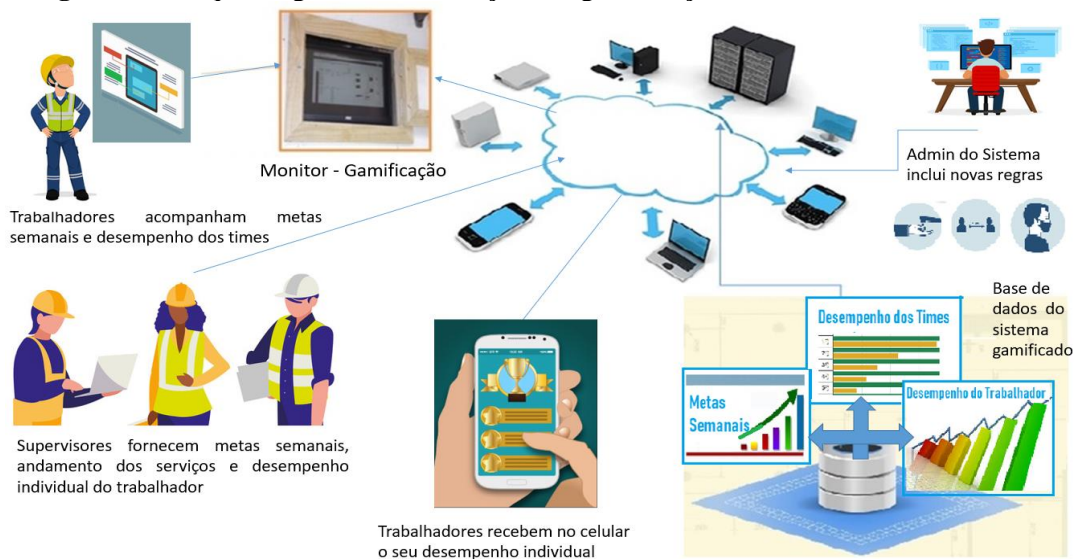 Monitor - Gamificação
Trabalhadores acompanham metas
semanais e desempenho dos times
Admin do Sistema
inclui novas regras
Supervisores fornecem metas semanais,
andamento dos serviços e desempenho
individual do trabalhador
Trabalhadores recebem no celular
o seu desempenho individual
Base de
dados do
sistema
gamificado
Desempenho dos Times
Metas
Semanais
Desempenho do Trabalhador